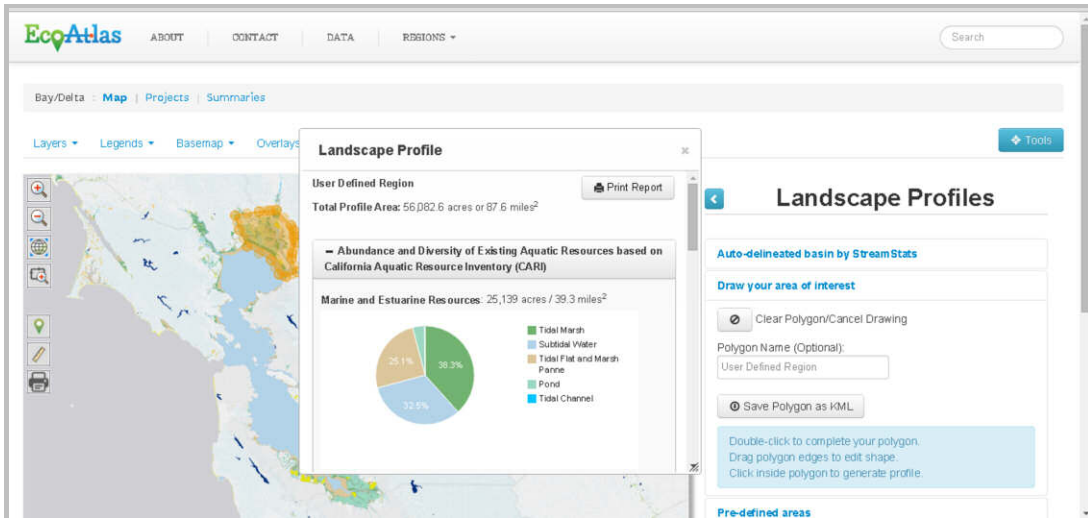 EcoAtlas ABOUT CONTACT DATA REGIONS Search
Bay/Delta : Map | Projects | Summaries
Layers Legends Basemap Overlays Tools
Landscape Profile
User Defined Region Print Report
Total Profile Area: 56,082.6 acres or 87.6 miles²
– Abundance and Diversity of Existing Aquatic Resources based on
California Aquatic Resource Inventory (CARI)
Marine and Estuarine Resources: 25,139 acres / 39.3 miles²
25.1%
38.3%
32.5%
Tidal Marsh
Subtidal Water
Tidal Flat and Marsh
Panne
Pond
Tidal Channel
Landscape Profiles
Auto-delineated basin by StreamStats
Draw your area of interest
Clear Polygon/Cancel Drawing
Polygon Name (Optional):
User Defined Region
Save Polygon as KML
Double-click to complete your polygon.
Drag polygon edges to edit shape.
Click inside polygon to generate profile.
Pre-defined areas